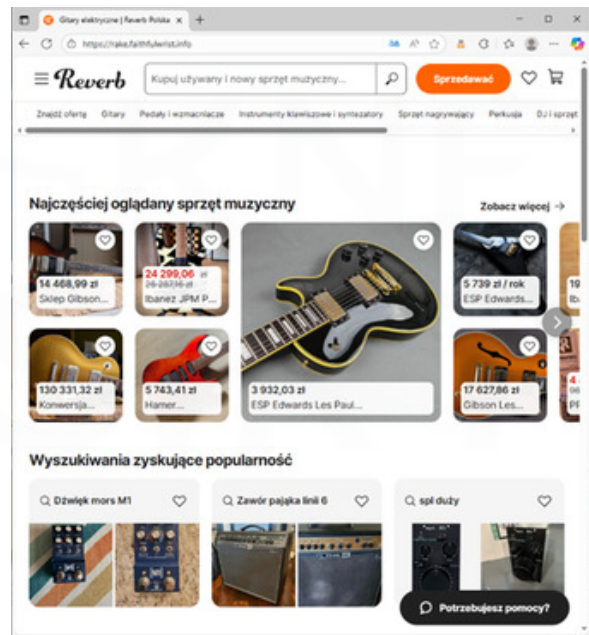 Gitary elektryczne | Reverb Polska
https://rake.faithfulwrist.info
Reverb
Kupuj używany i nowy sprzęt muzyczny...
Sprzedawać
Znajdź ofertę Gitary Pedały i wzmacniacze Instrumenty klawiszowe i syntezatory Sprzęt nagrywający Perkusja DJ i sprzęt
Najczęściej oglądany sprzęt muzyczny
Zobacz więcej →
14 468,99 zł
Sklep Gibson...
24 299,06 zł
26 287,16 zł
Ibanez JPM P...
3 932,03 zł
ESP Edwards Les Paul...
5 739 zł / rok
ESP Edwards...
130 331,32 zł
Konwersja...
5 743,41 zł
Hamer...
17 627,86 zł
Gibson Les...
Wyszukiwania zyskujące popularność
Dźwięk mors M1
Zawór pająka linii 6
spl duży
Potrzebujesz pomocy?